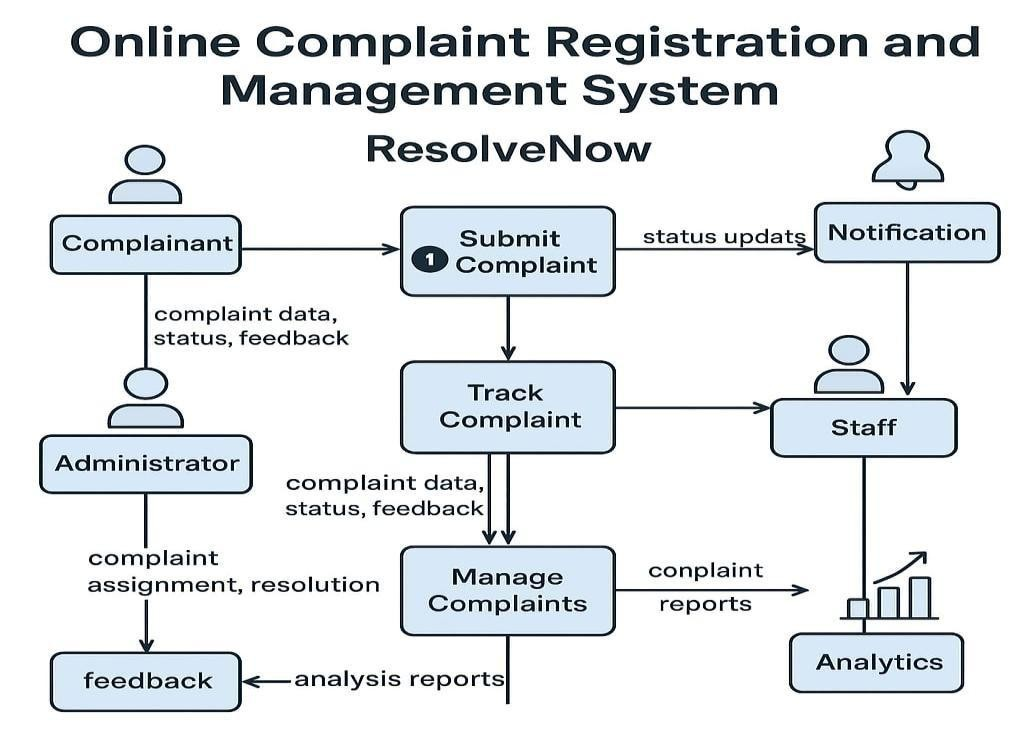 Online Complaint Registration and
Management System
ResolveNow
Complainant
1
Submit
Complaint
status updats
Notification
complaint data,
status, feedback
Track
Complaint
Staff
Administrator
complaint data,
status, feedback
complaint
assignment, resolution
Manage
Complaints
conplaint
reports
feedback
analysis reports
Analytics